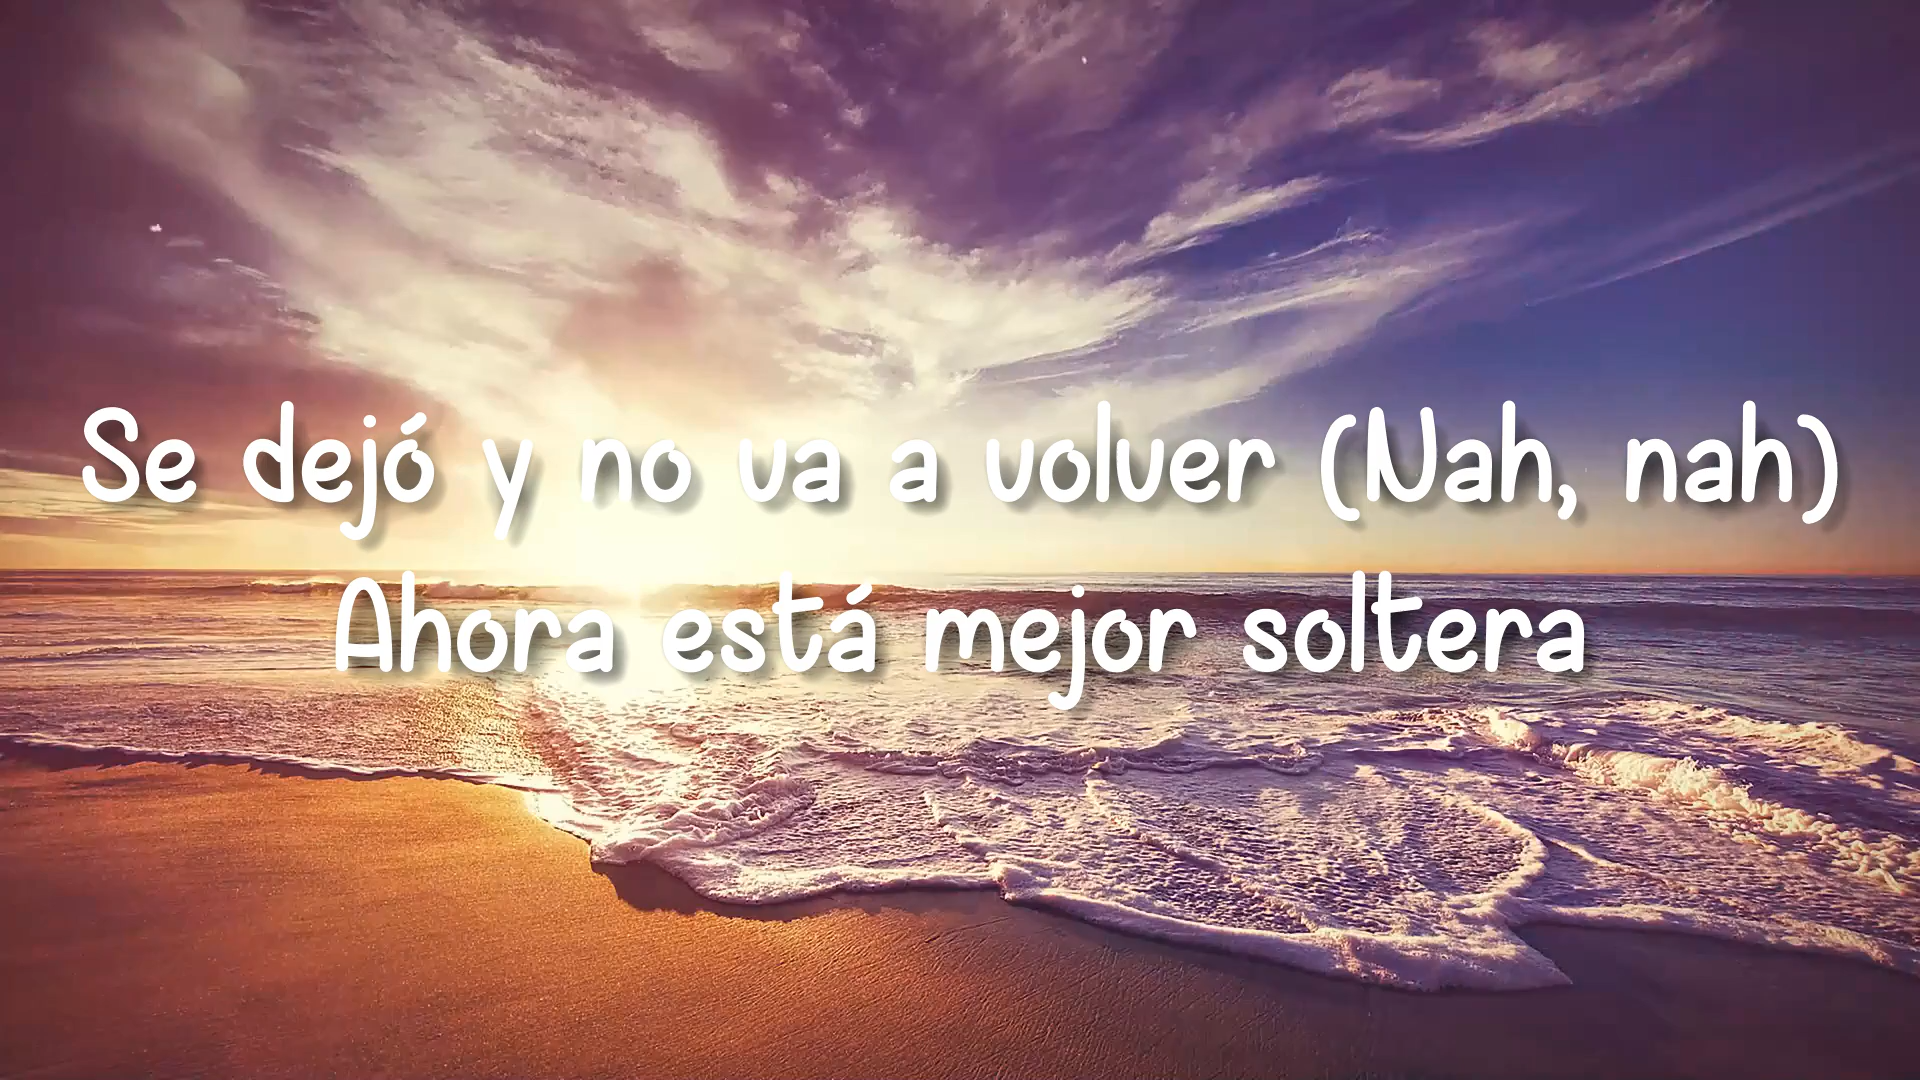 Se dejó y no va a volver (Nah, nah)
Ahora está mejor soltera